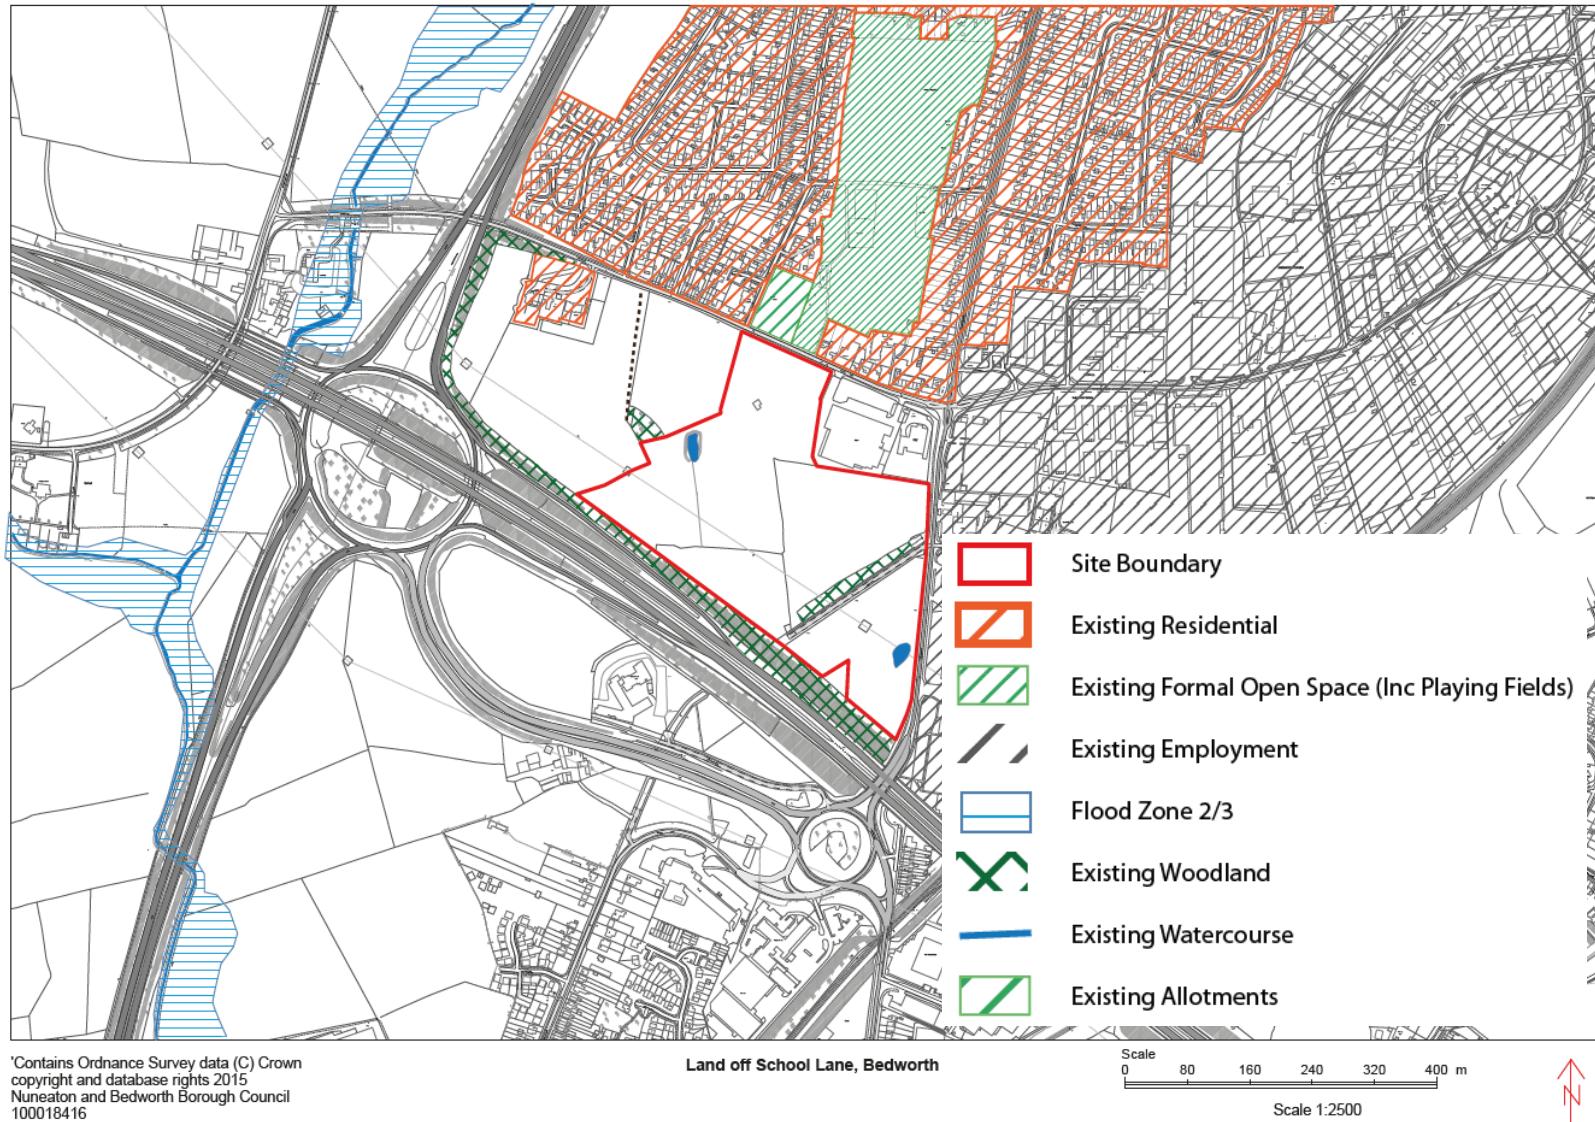 Site Boundary
Existing Residential
Existing Formal Open Space (Inc Playing Fields)
Existing Employment
Flood Zone 2/3
Existing Woodland
Existing Watercourse
Existing Allotments
'Contains Ordnance Survey data (C) Crown
copyright and database rights 2015
Nuneaton and Bedworth Borough Council
100018416
Land off School Lane, Bedworth
Scale
0 80 160 240 320 400 m
Scale 1:2500
N